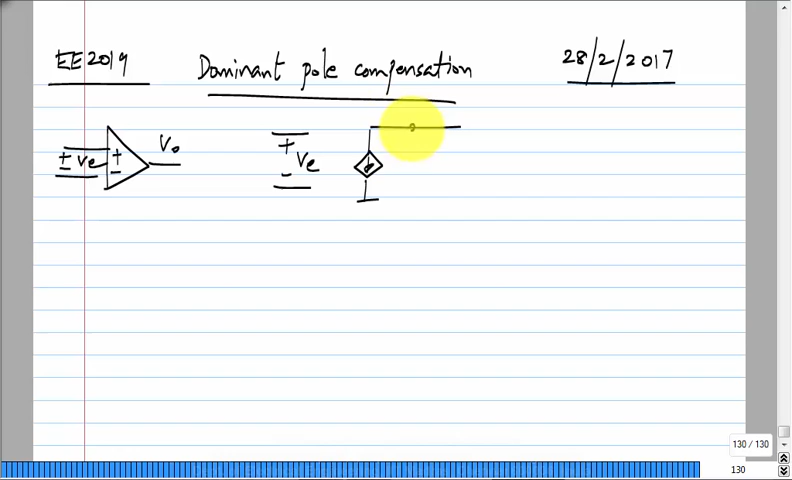 EE2019 Dominant pole compensation 28/2/2017
± Ve + - Vo
+ Ve -
130 / 130
130